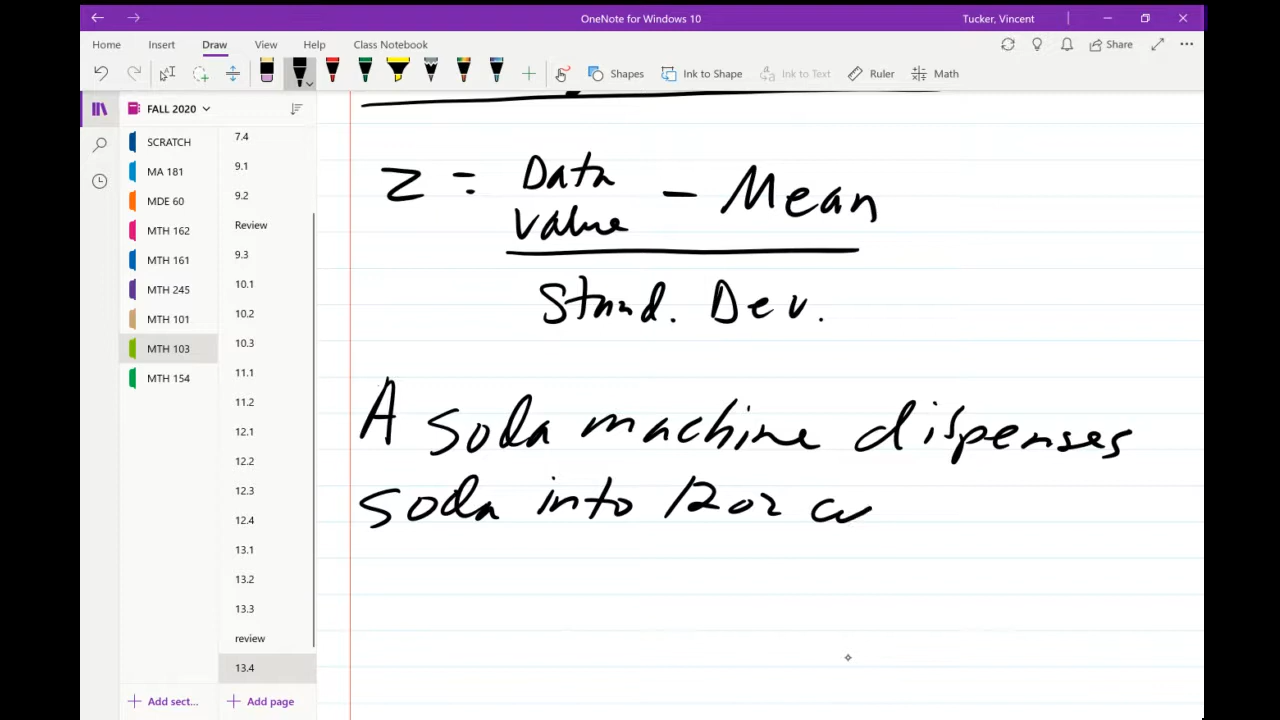 OneNote for Windows 10
Tucker, Vincent
Home Insert Draw View Help Class Notebook
Share
Shapes Ink to Shape Ink to Text Ruler Math
FALL 2020
SCRATCH
MA 181
MDE 60
MTH 162
MTH 161
MTH 245
MTH 101
MTH 103
MTH 154
Add sect...
7.4
9.1
9.2
Review
9.3
10.1
10.2
10.3
11.1
11.2
12.1
12.2
12.3
12.4
13.1
13.2
13.3
review
13.4
Add page
Z = Data Value - Mean
Stand. Dev.
A soda machine dispenses
soda into 12 oz